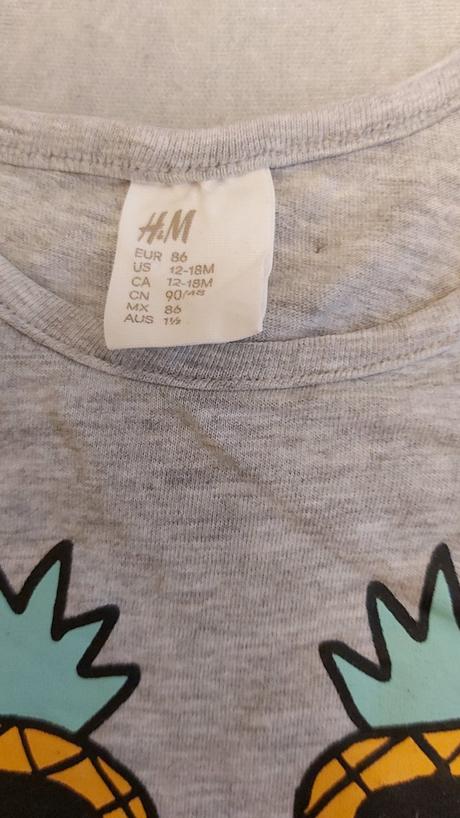 H&M
EUR 86
US 12-18M
CA 12-18M
CN 90/48
MX 86
AUS 1½